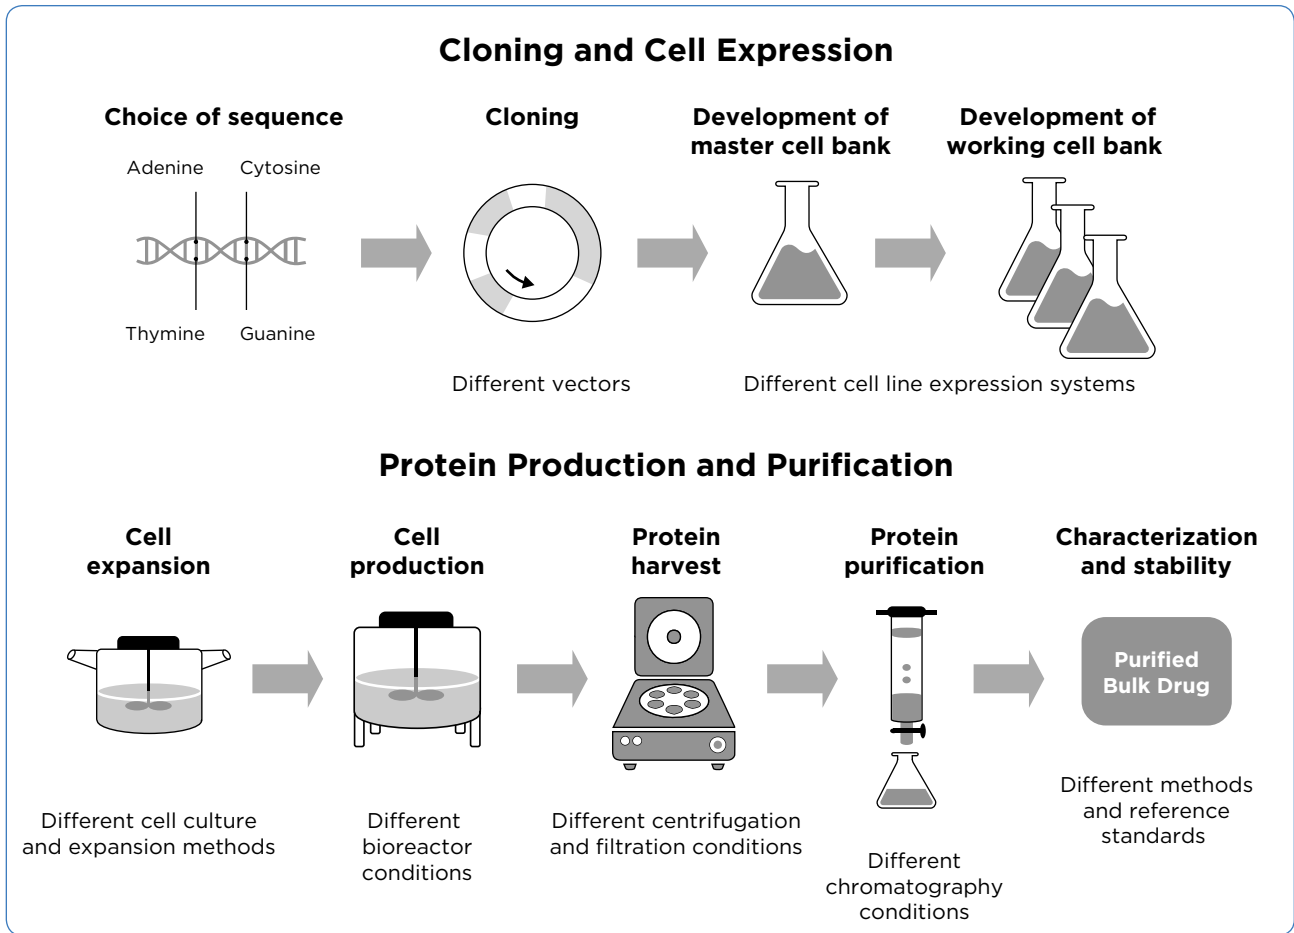 Cloning and Cell Expression
Choice of sequence
Adenine
Cytosine
Thymine
Guanine
Cloning
Different vectors
Development of
master cell bank
Development of
working cell bank
Different cell line expression systems
Protein Production and Purification
Cell
expansion
Different cell culture
and expansion methods
Cell
production
Different
bioreactor
conditions
Protein
harvest
Different centrifugation
and filtration conditions
Protein
purification
Different
chromatography
conditions
Characterization
and stability
Purified
Bulk Drug
Different methods
and reference
standards